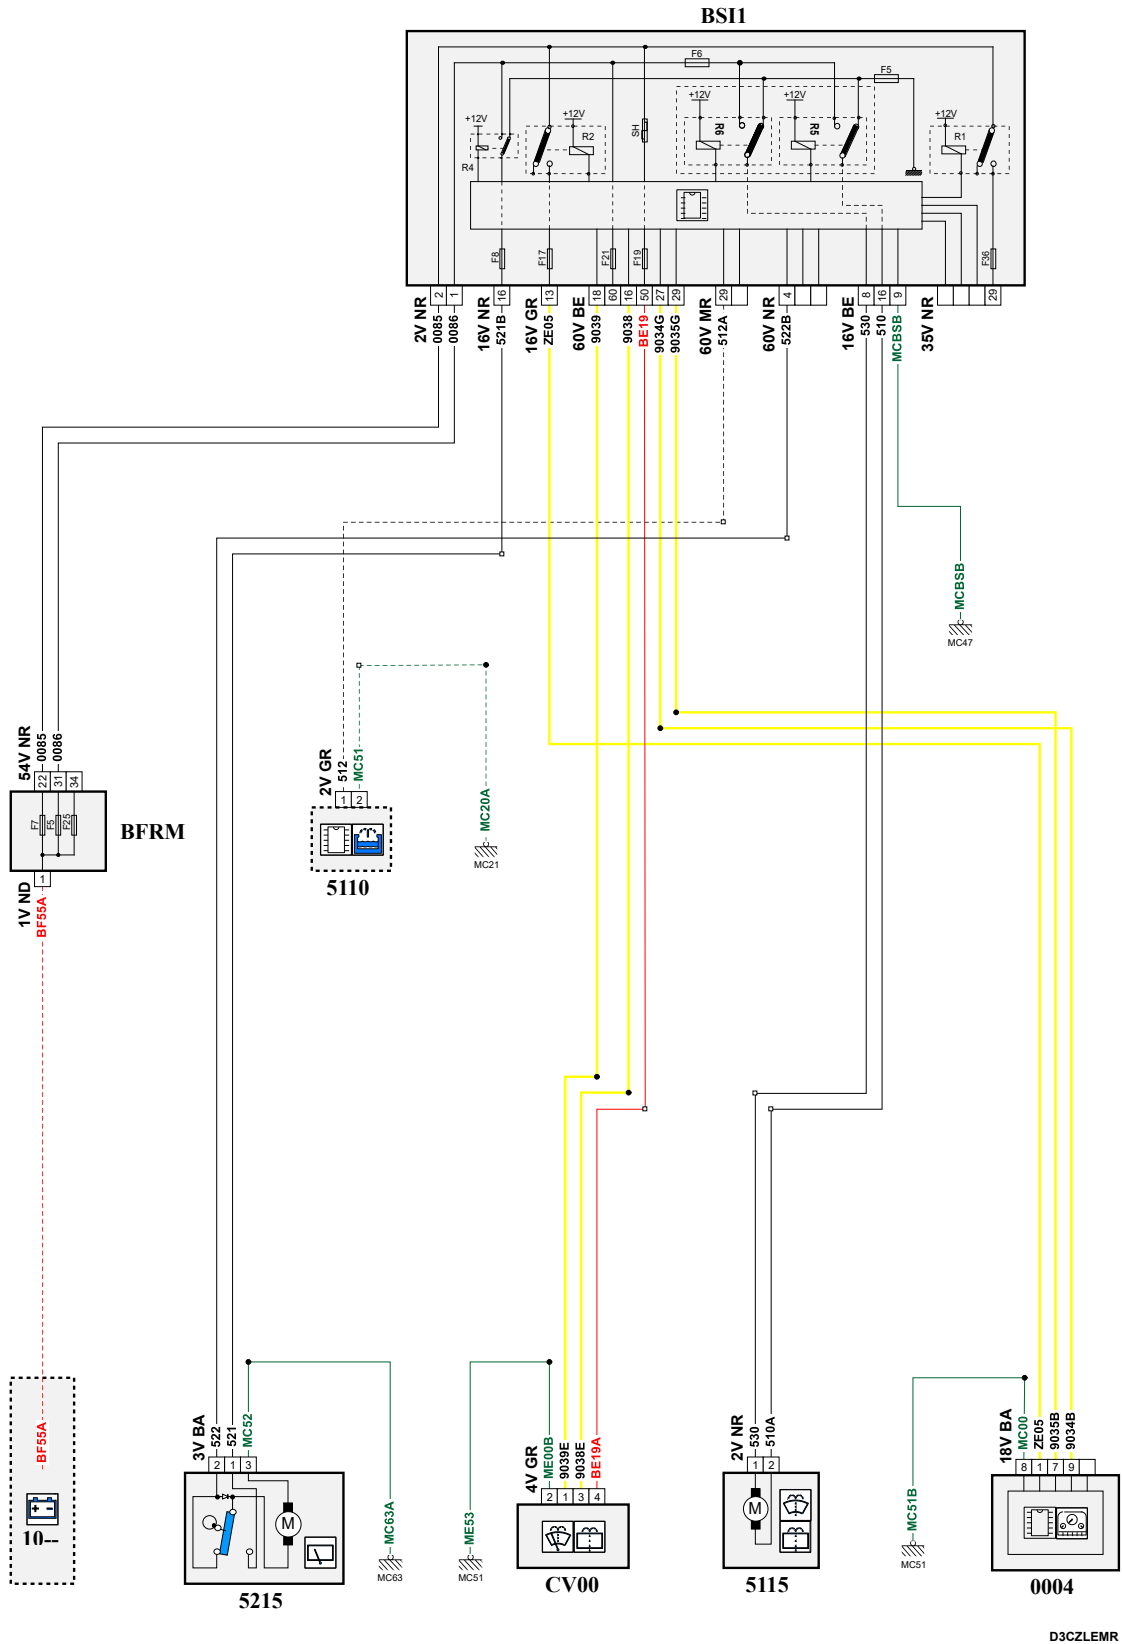 BSI1
F6
F5
+12V
+12V
+12V
+12V
+12V
R4
R2
SH
R6
R5
R1
F8
F17
F21
F19
F36
2V NR
2
1
0085
0086
16V NR
16
521B
16V GR
13
ZE05
60V BE
18
60
16
50
27
29
9039
9038
BE19
9034G
9035G
60V MR
29
512A
60V NR
4
522B
16V BE
8
16
9
530
510
MCBSB
35V NR
29
MCBSB
MC47
54V NR
0085
0086
22
31
34
F7
F5
F25
BFRM
1
1V ND
BF55A
2V GR
512
MC51
1
2
5110
MC20A
MC21
BF55A
10--
3V BA
522
521
MC52
2
1
3
M
5215
MC63A
MC63
ME53
MC51
4V GR
ME00B
9039E
9038E
BE19A
2
1
3
4
CV00
2V NR
530
510A
1
2
M
5115
MC51B
MC51
18V BA
MC00
ZE05
9035B
9034B
8
1
7
9
0004
D3CZLEMR